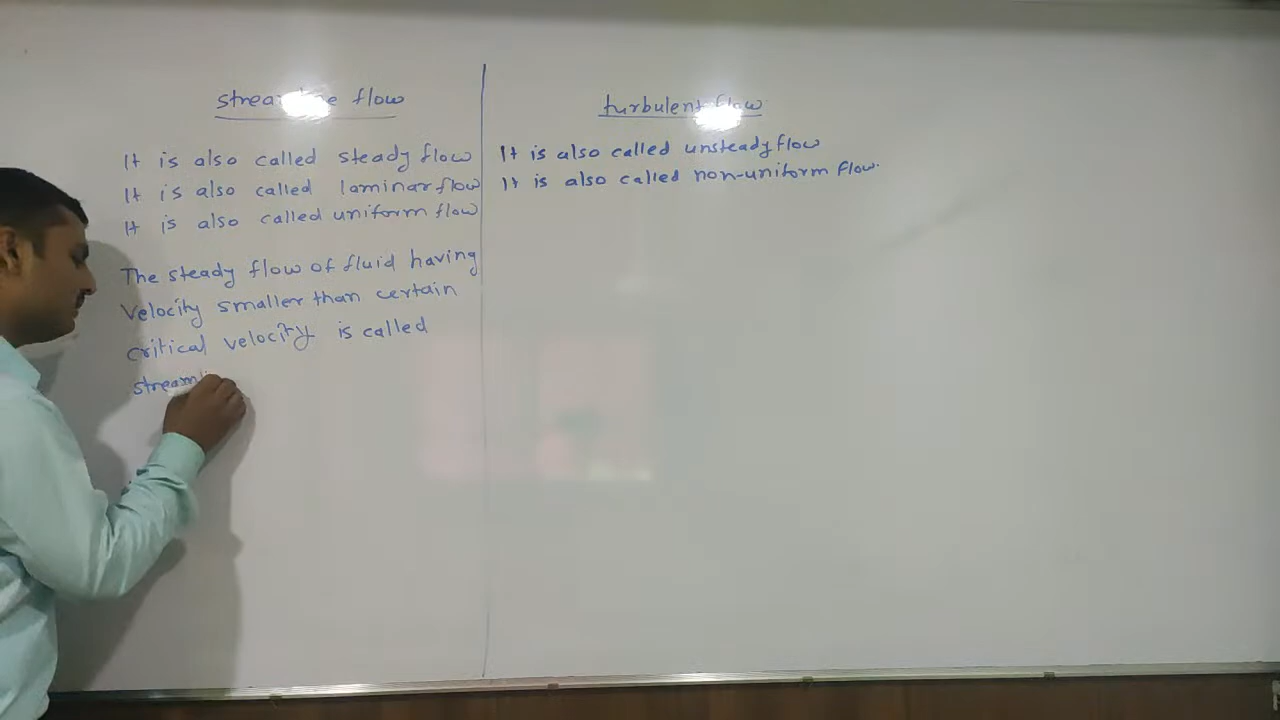 flow
turbulent
It is also called steady flow
It is also called laminar flow
It is also called uniform flow
The steady flow of fluid having
velocity smaller than certain
critical velocity is called
It is also called unsteady flow
It is also called non-uniform flow.